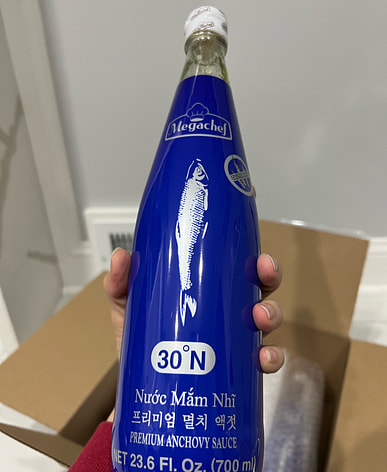 Megachef
30°N
Nước Mắm Nhĩ
프리미엄 멸치 액젓
PREMIUM ANCHOVY SAUCE
NET 23.6 Fl. Oz. (700 ml)